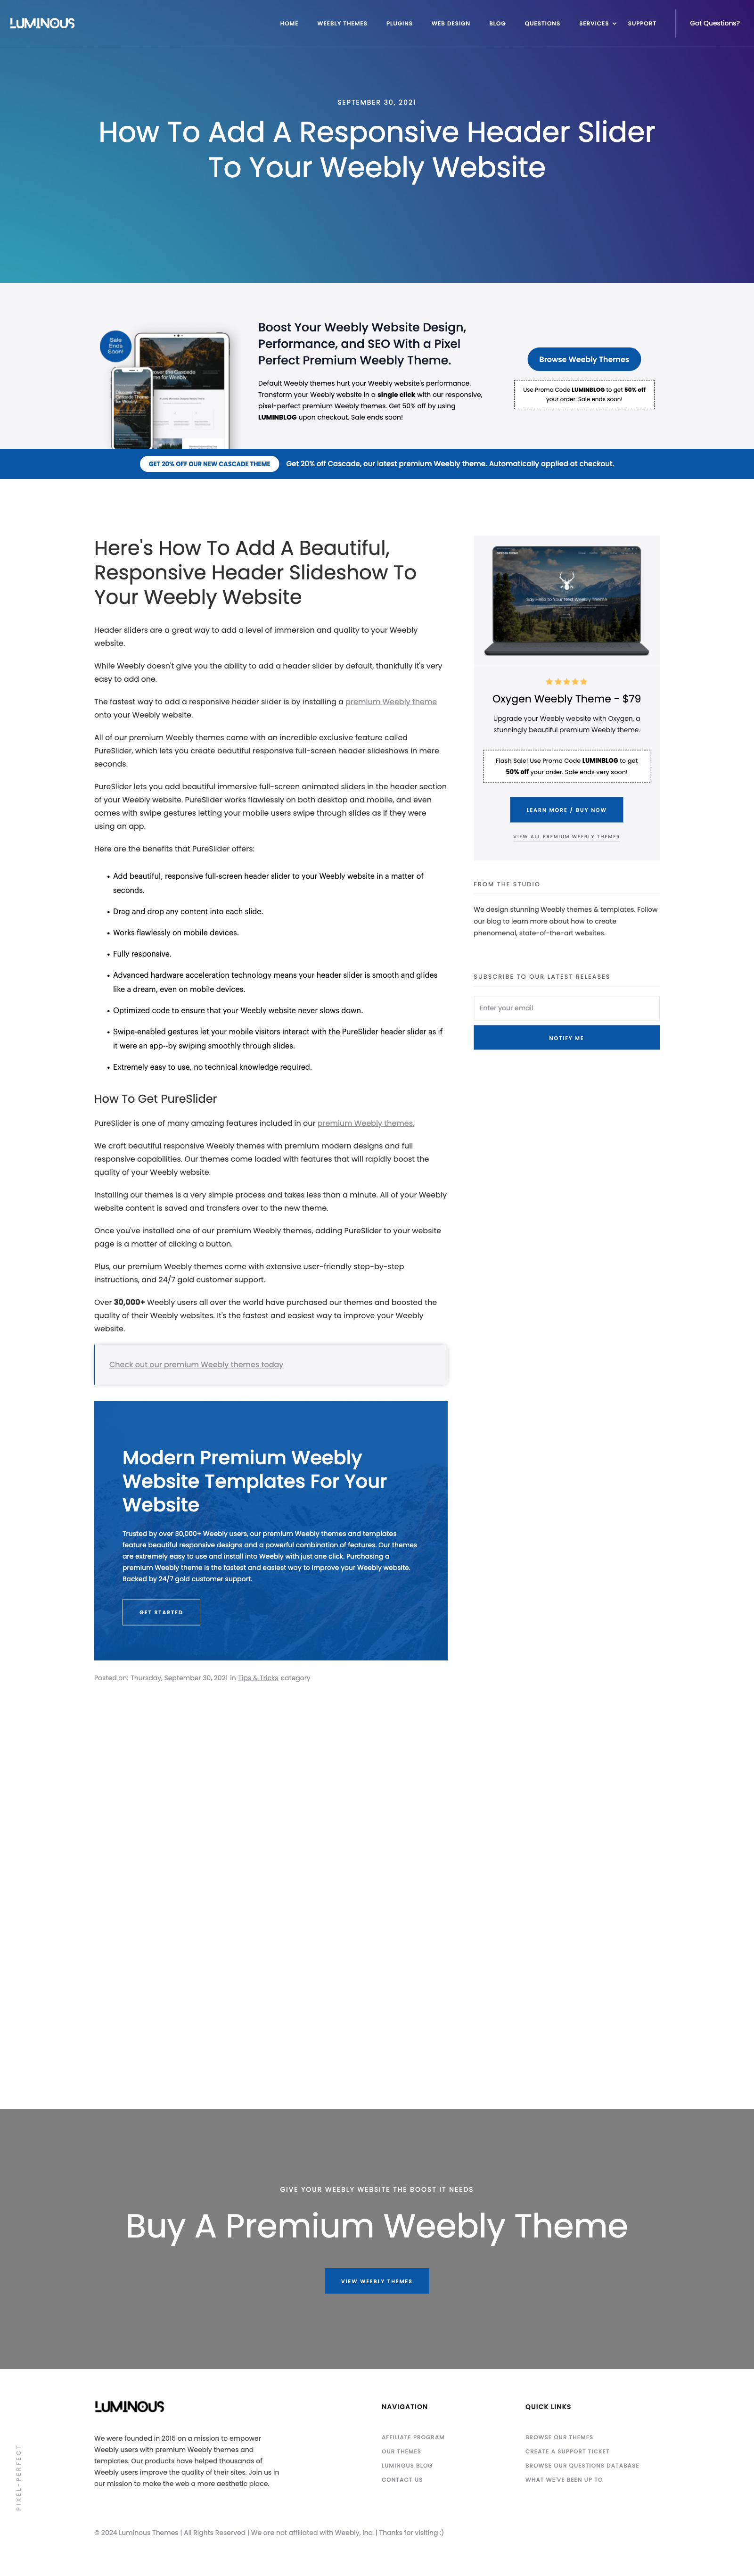 LUMINOUS
HOME WEEBLY THEMES PLUGINS WEB DESIGN BLOG QUESTIONS SERVICES SUPPORT Got Questions?
SEPTEMBER 30, 2021
How To Add A Responsive Header Slider
To Your Weebly Website
Sale
Ends
Soon!
Boost Your Weebly Website Design,
Performance, and SEO With a Pixel
Perfect Premium Weebly Theme.
Default Weebly themes hurt your Weebly website's performance.
Transform your Weebly website in a single click with our responsive,
pixel-perfect premium Weebly themes. Get 50% off by using
LUMINBLOG upon checkout. Sale ends soon!
Browse Weebly Themes
Use Promo Code LUMINBLOG to get 50% off
your order. Sale ends soon!
GET 20% OFF OUR NEW CASCADE THEME Get 20% off Cascade, our latest premium Weebly theme. Automatically applied at checkout.
Here's How To Add A Beautiful,
Responsive Header Slideshow To
Your Weebly Website
Header sliders are a great way to add a level of immersion and quality to your Weebly
website.
While Weebly doesn't give you the ability to add a header slider by default, thankfully it's very
easy to add one.
The fastest way to add a responsive header slider is by installing a premium Weebly theme
onto your Weebly website.
All of our premium Weebly themes come with an incredible exclusive feature called
PureSlider, which lets you create beautiful responsive full-screen header slideshows in mere
seconds.
PureSlider lets you add beautiful immersive full-screen animated slides in the header section
of your Weebly website. PureSlider works flawlessly on both desktop and mobile, and even
comes with swipe gestures letting your mobile users swipe through slides as if they were
using an app.
Here are the benefits that PureSlider offers:
• Add beautiful, responsive full-screen header slider to your Weebly website in a matter of
seconds.
• Drag and drop any content into each slide.
• Works flawlessly on mobile devices.
• Fully responsive.
• Advanced hardware acceleration technology means your header slider is smooth and glides
like a dream, even on mobile devices.
• Optimized code to ensure that your Weebly website never slows down.
• Swipe-enabled gestures let your mobile visitors interact with the PureSlider header slider as if
it were an app--by swiping smoothly through slides.
• Extremely easy to use, no technical knowledge required.
How To Get PureSlider
PureSlider is one of many amazing features included in our premium Weebly themes.
We craft beautiful responsive Weebly themes with premium modern designs and full
responsive capabilities. Our themes come loaded with features that will rapidly boost the
quality of your Weebly website.
Installing our themes is a very simple process and takes less than a minute. All of your Weebly
website content is saved and transfers over to the new theme.
Once you've installed one of our premium Weebly themes, adding PureSlider to your website
page is a matter of clicking a button.
Plus, our premium Weebly themes come with extensive user-friendly step-by-step
instructions, and 24/7 gold customer support.
Over 30,000+ Weebly users all over the world have purchased our themes and boosted the
quality of their Weebly websites. It's the fastest and easiest way to improve your Weebly
website.
Check out our premium Weebly themes today
Modern Premium Weebly
Website Templates For Your
Website
Trusted by over 30,000+ Weebly users, our premium Weebly themes and templates
feature beautiful responsive designs and a powerful combination of features. Our themes
are extremely easy to use and install into Weebly with just one click. Purchasing a
premium Weebly theme is the fastest and easiest way to improve your Weebly website.
Backed by 24/7 gold customer support.
GET STARTED
Posted on: Thursday, September 30, 2021 in Tips & Tricks category
Say Hello to Your Next Weebly Theme
Oxygen Weebly Theme - $79
Upgrade your Weebly website with Oxygen, a
stunningly beautiful premium Weebly theme.
Flash Sale! Use Promo Code LUMINBLOG to get
50% off your order. Sale ends very soon!
LEARN MORE / BUY NOW
VIEW ALL PREMIUM WEEBLY THEMES
FROM THE STUDIO
We design stunning Weebly themes & templates. Follow
our blog to learn more about how to create
phenomenal, state-of-the-art websites.
SUBSCRIBE TO OUR LATEST RELEASES
Enter your email
NOTIFY ME
GIVE YOUR WEEBLY WEBSITE THE BOOST IT NEEDS
Buy A Premium Weebly Theme
VIEW WEEBLY THEMES
LUMINOUS
We were founded in 2015 on a mission to empower
Weebly users with premium Weebly themes and
templates. Our products have helped thousands of
Weebly users improve the quality of their sites. Join us in
our mission to make the web a more aesthetic place.
NAVIGATION
AFFILIATE PROGRAM
OUR THEMES
LUMINOUS BLOG
CONTACT US
QUICK LINKS
BROWSE OUR THEMES
CREATE A SUPPORT TICKET
BROWSE OUR QUESTIONS DATABASE
WHAT WE'VE BEEN UP TO
PIXEL-PERFECT
© 2024 Luminous Themes | All Rights Reserved | We are not affiliated with Weebly, Inc. | Thanks for visiting :)